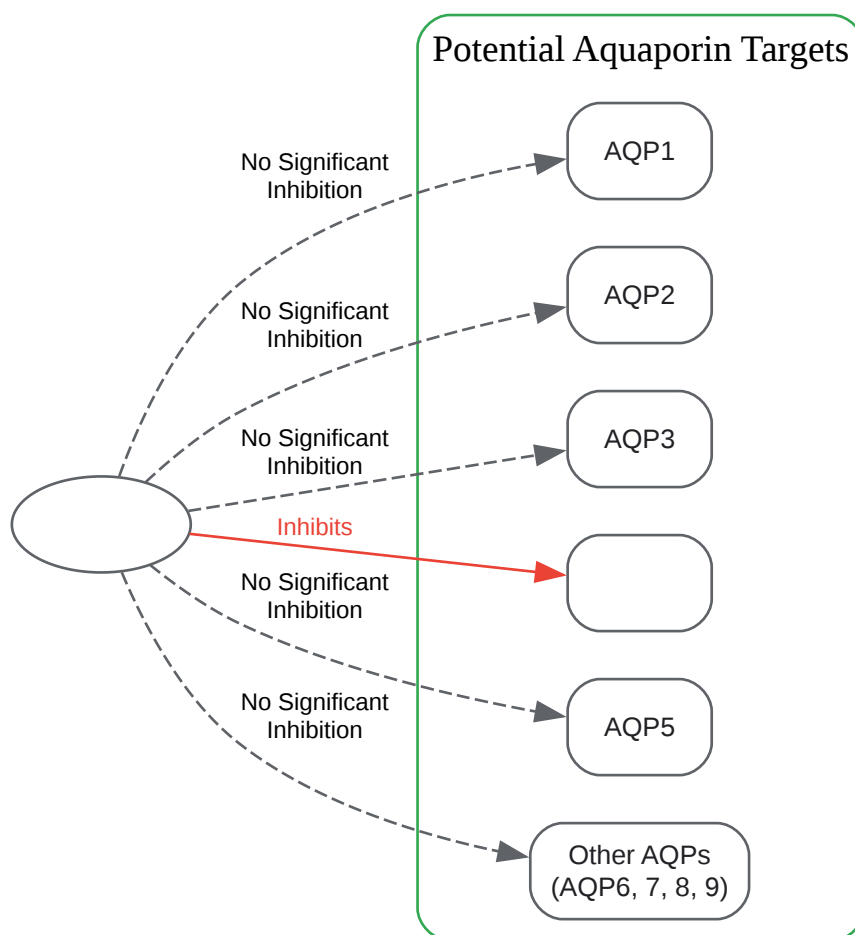 Potential Aquaporin Targets
No Significant
Inhibition
AQP1
No Significant
Inhibition
AQP2
No Significant
Inhibition
AQP3
Inhibits
No Significant
Inhibition
AQP5
No Significant
Inhibition
Other AQPs
(AQP6, 7, 8, 9)